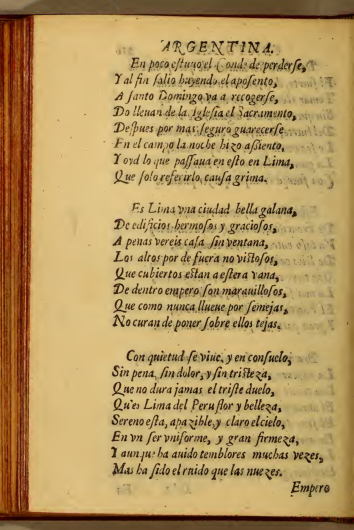 ARGENTINA.
En poco estuuo el Conde de perderse,
Y al fin salio huyendo el aposento,
A santo Domingo va a recogerse,
Do lleuan de la Iglesia el Sacramento,
Despues por mas seguro guarecerse
En el campo la noche hizo assiento,
Y oyd lo que passaua en esto en Lima,
Que solo referirlo, causa grima.
Es Lima vna ciudad bella galana,
De edificios hermosos y graciosos,
A penas vereis casa sin ventana,
Los altos por de fuera no vistosos,
Que cubiertos estan a estera vana,
De dentro empero son marauillosos,
Que como nunca llueue por semejas,
No curan de poner sobre ellos tejas.
Con quietud se viue, y en consuelo,
Sin pena, sin dolor, y sin tristeza,
Que no dura jamas el triste duelo,
Qu'es Lima del Peru flor y belleza,
Sereno esta, apazible, y claro el cielo,
En vn ser vniforme, y gran firmeza,
Y aunque ha auido temblores muchas vezes,
Mas ha sido el ruido que las nuezes.
Empero